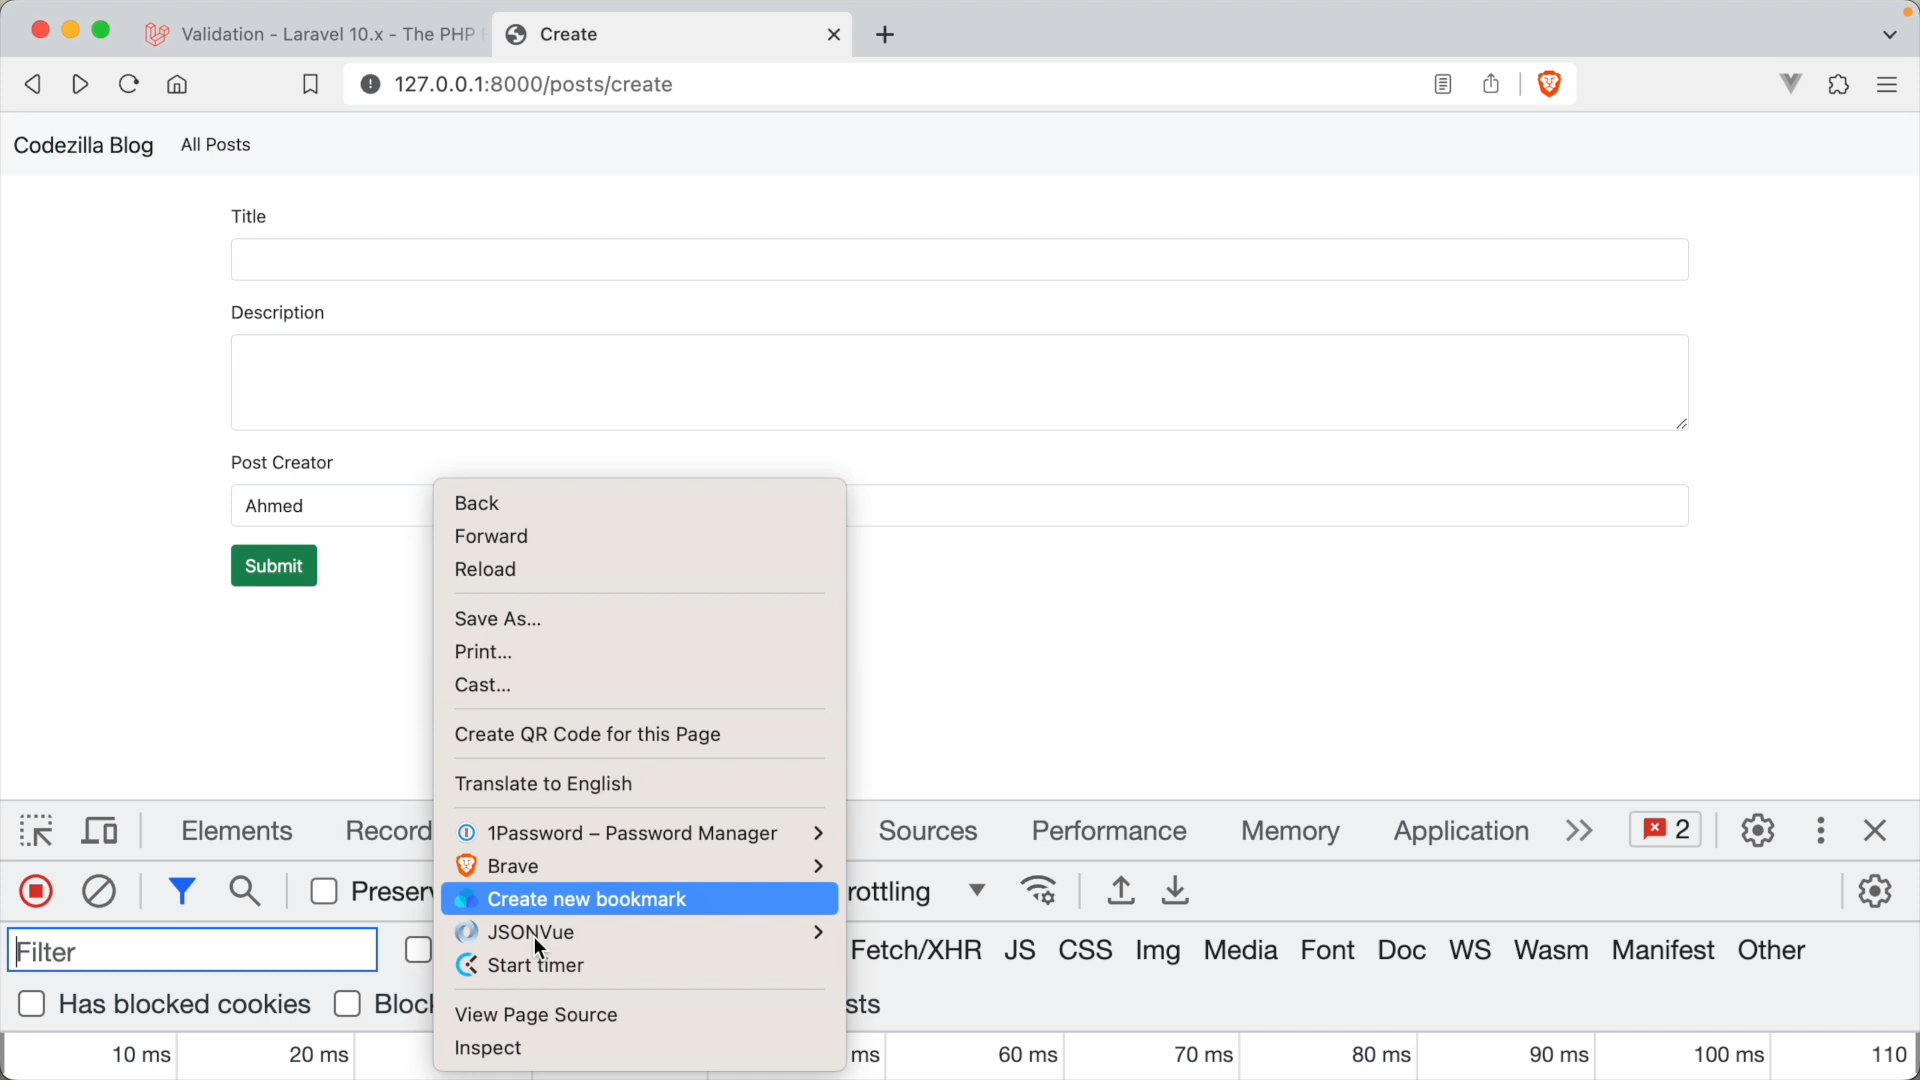 Validation - Laravel 10.x - The PHP
Create
127.0.0.1:8000/posts/create
Codezilla Blog
All Posts
Title
Description
Post Creator
Ahmed
Submit
Back
Forward
Reload
Save As...
Print...
Cast...
Create QR Code for this Page
Translate to English
1Password – Password Manager
Brave
Create new bookmark
JSONVue
Start timer
View Page Source
Inspect
Elements Record Sources Performance Memory Application 2
Preserv rottling
Filter Fetch/XHR JS CSS Img Media Font Doc WS Wasm Manifest Other
Has blocked cookies Block sts
10 ms 20 ms ms 60 ms 70 ms 80 ms 90 ms 100 ms 110